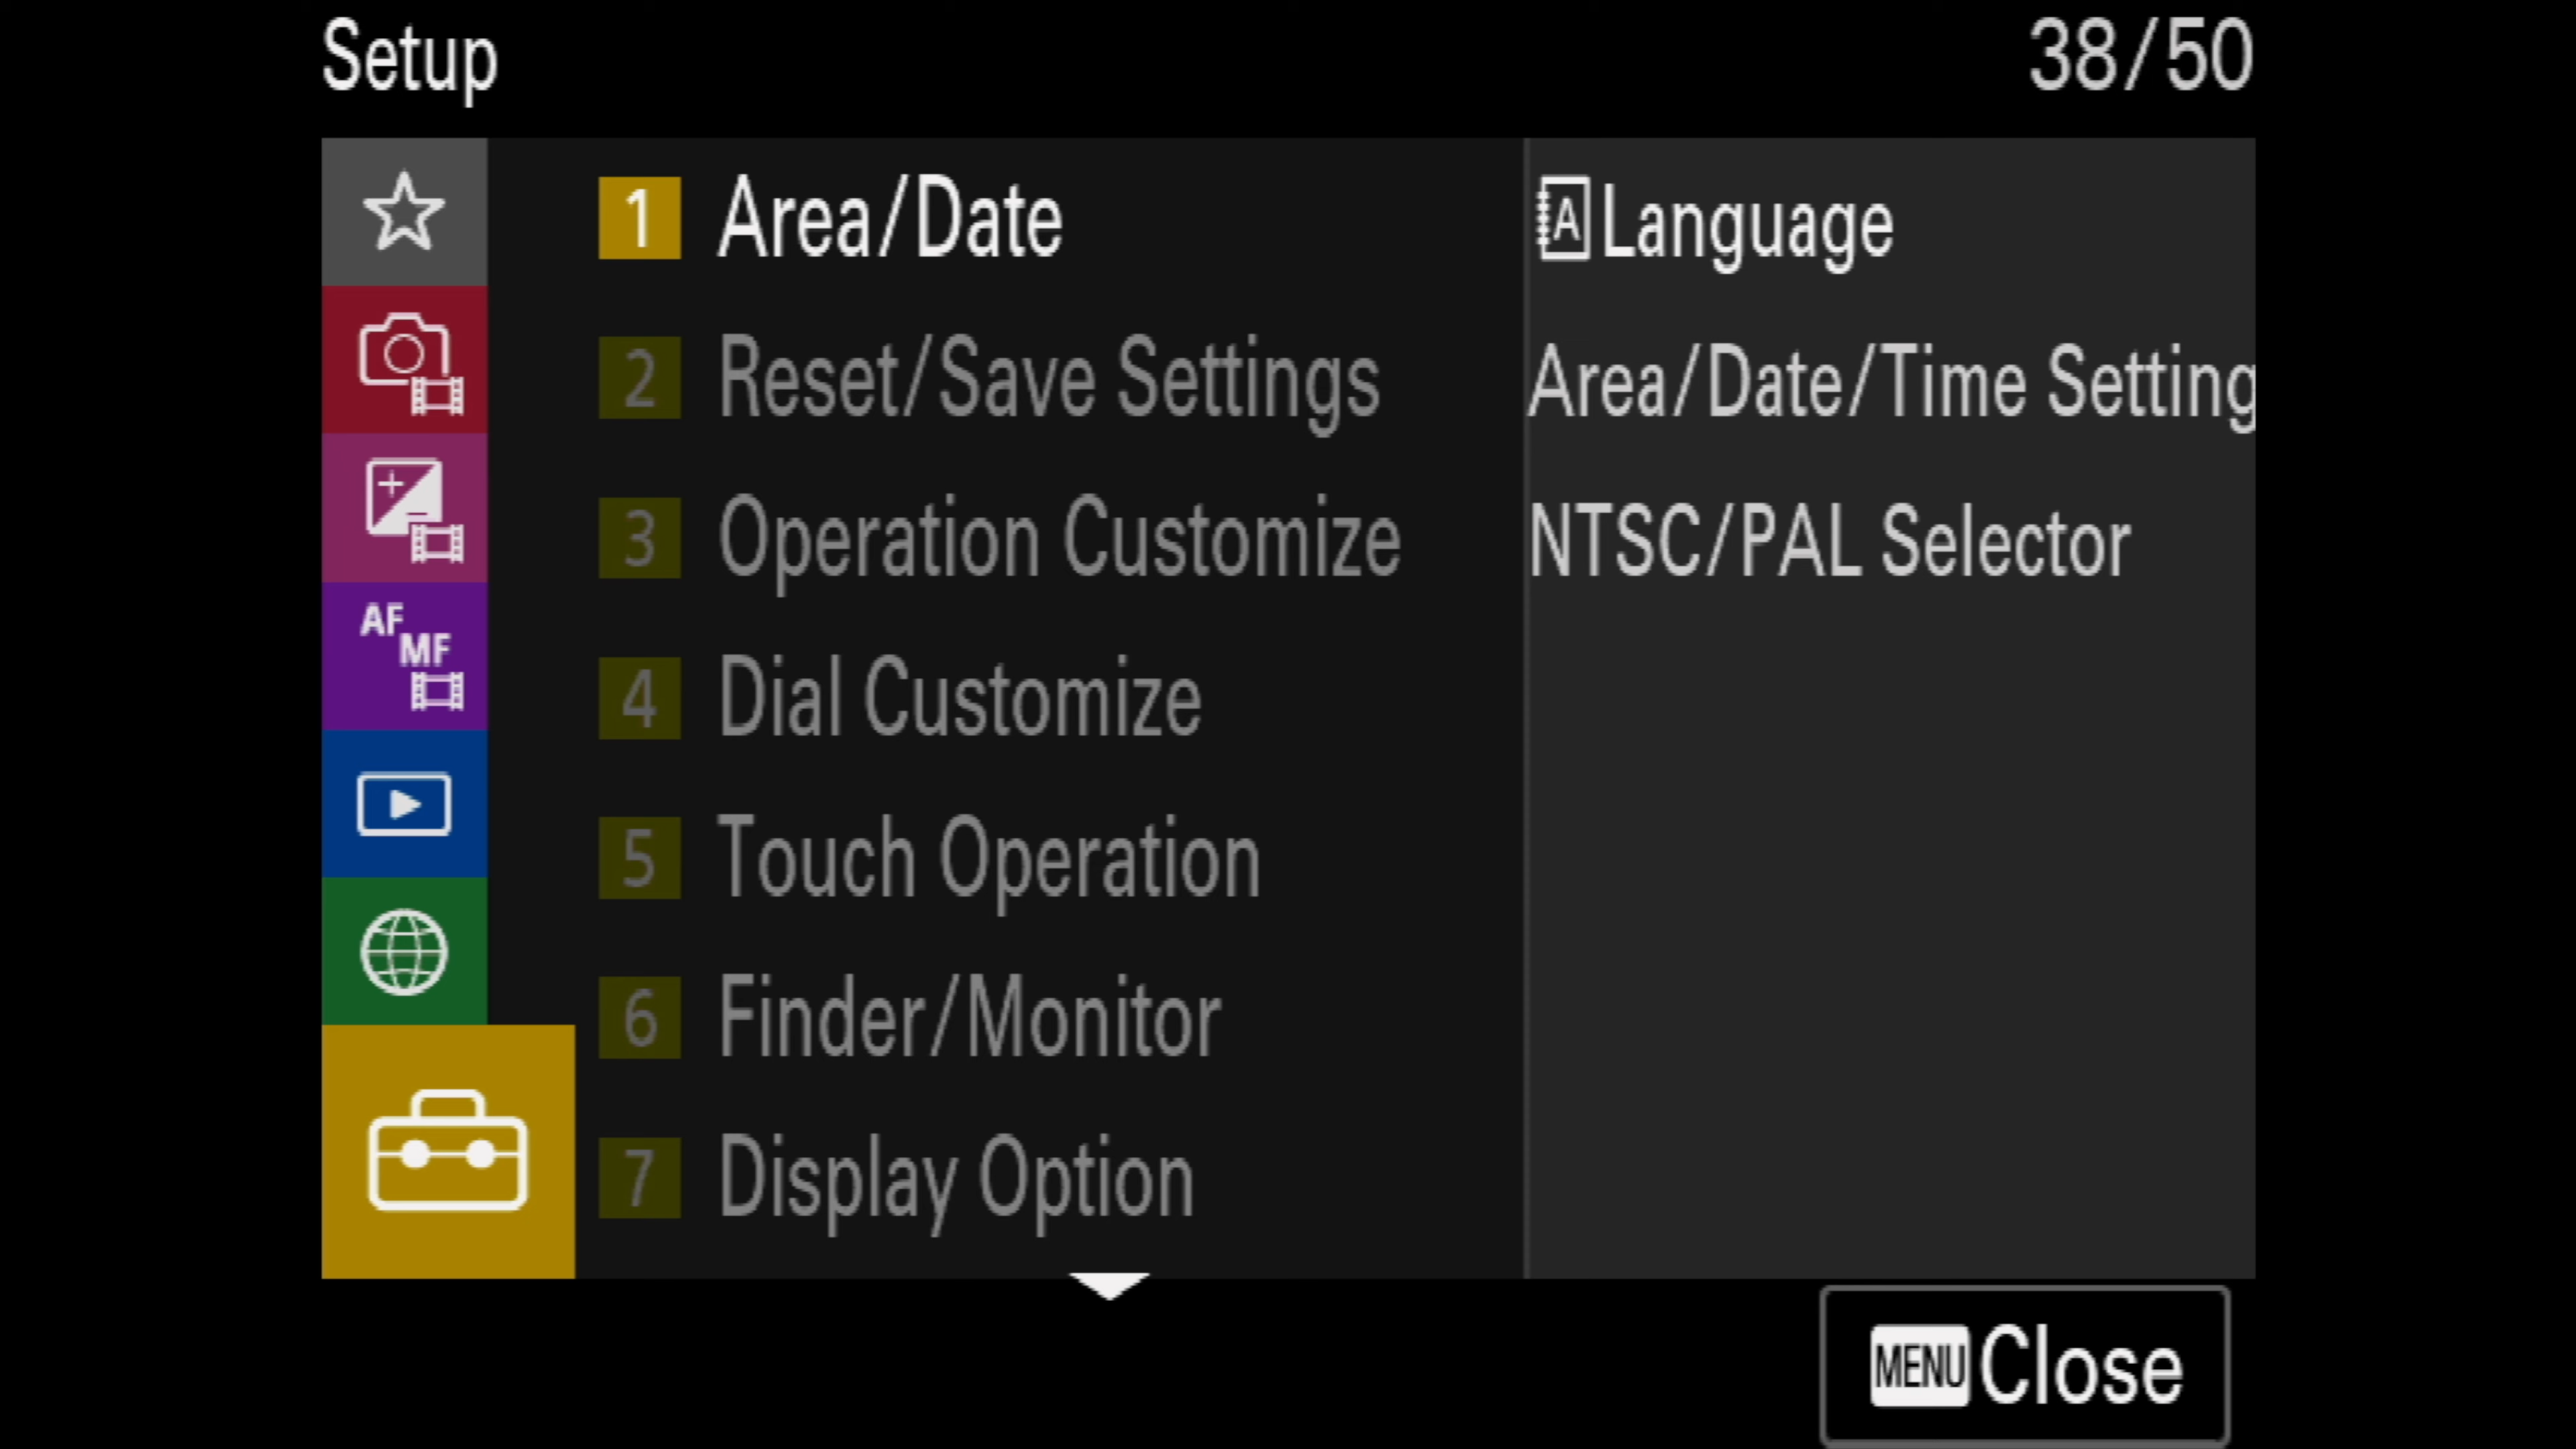 Setup 38/50
1 Area/Date
2 Reset/Save Settings
3 Operation Customize
4 Dial Customize
5 Touch Operation
6 Finder/Monitor
7 Display Option
A Language
Area/Date/Time Setting
NTSC/PAL Selector
AF
MF
MENU Close